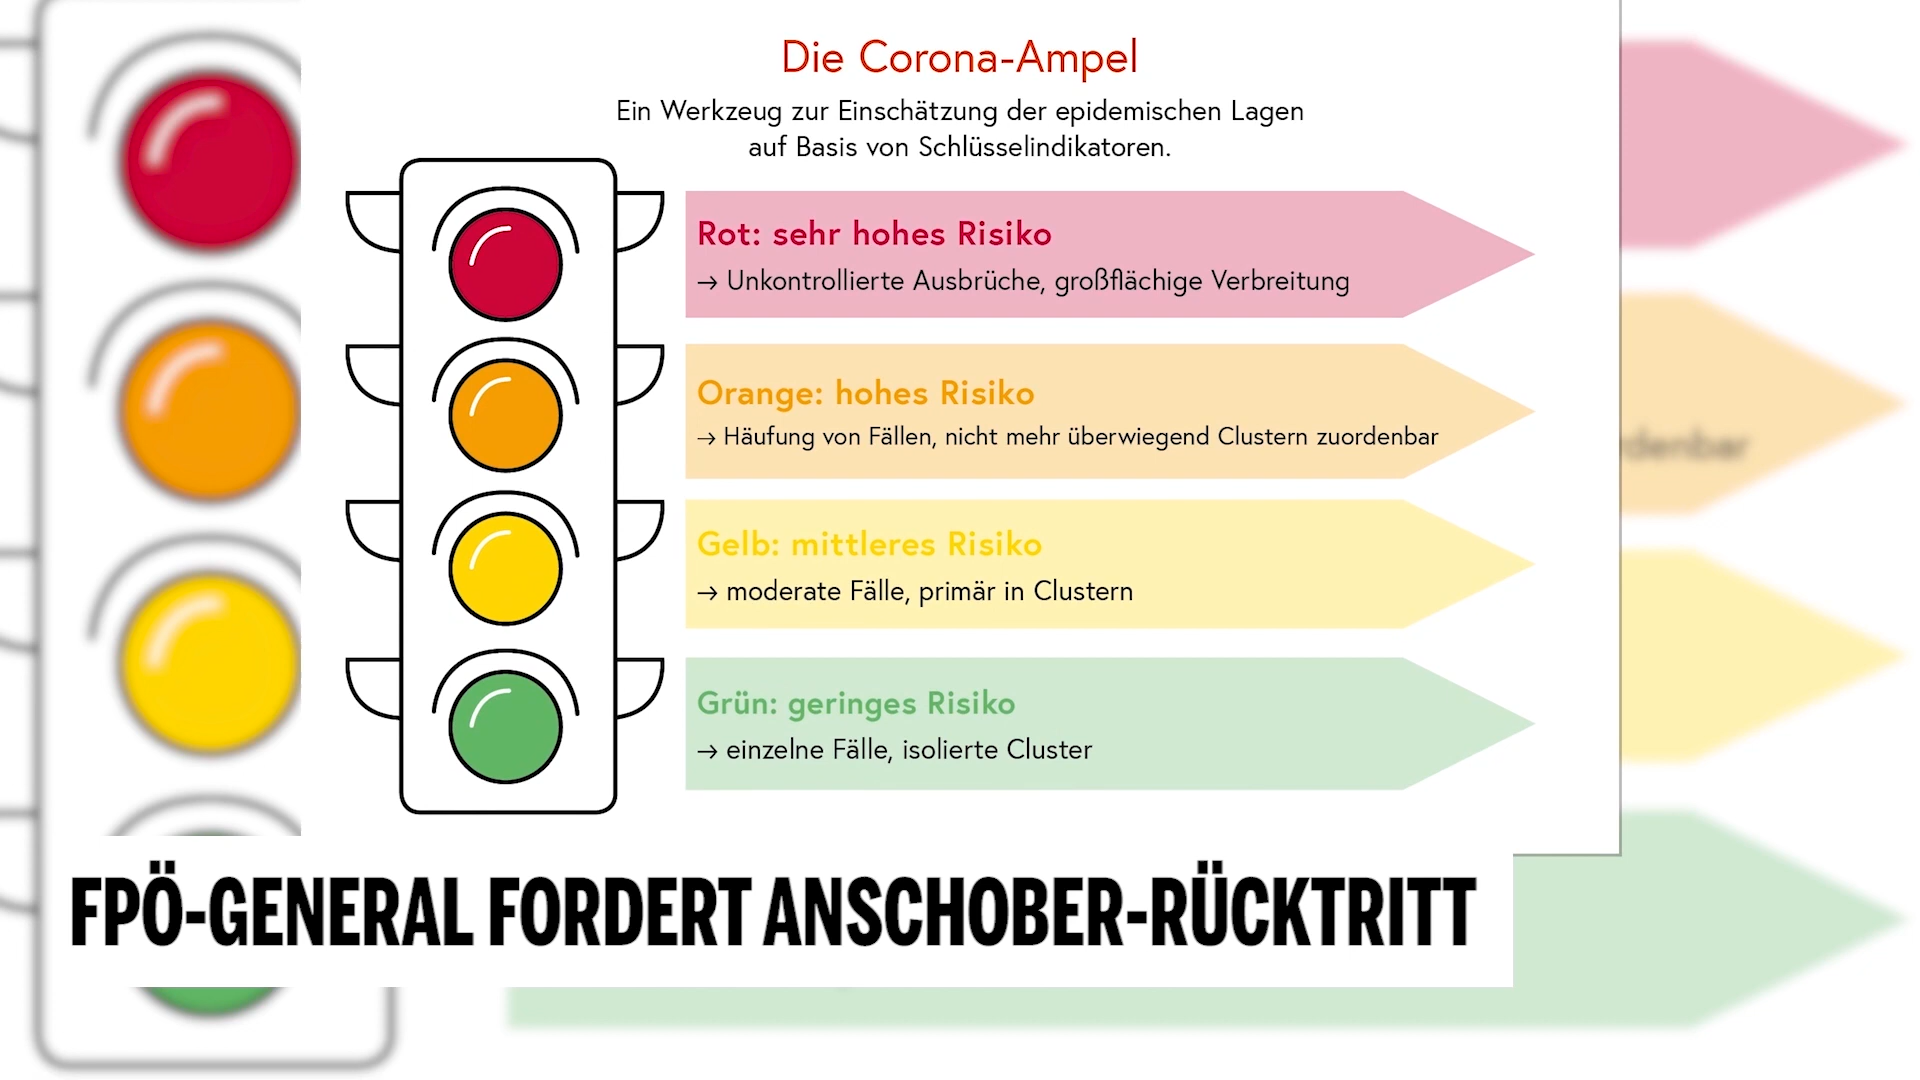 Die Corona-Ampel
Ein Werkzeug zur Einschätzung der epidemischen Lagen
auf Basis von Schlüsselindikatoren.
Rot: sehr hohes Risiko
→ Unkontrollierte Ausbrüche, großflächige Verbreitung
Orange: hohes Risiko
→ Häufung von Fällen, nicht mehr überwiegend Clustern zuordenbar
rdenbar
Gelb: mittleres Risiko
→ moderate Fälle, primär in Clustern
Grün: geringes Risiko
→ einzelne Fälle, isolierte Cluster
FPÖ-GENERAL FORDERT ANSCHOBER-RÜCKTRITT